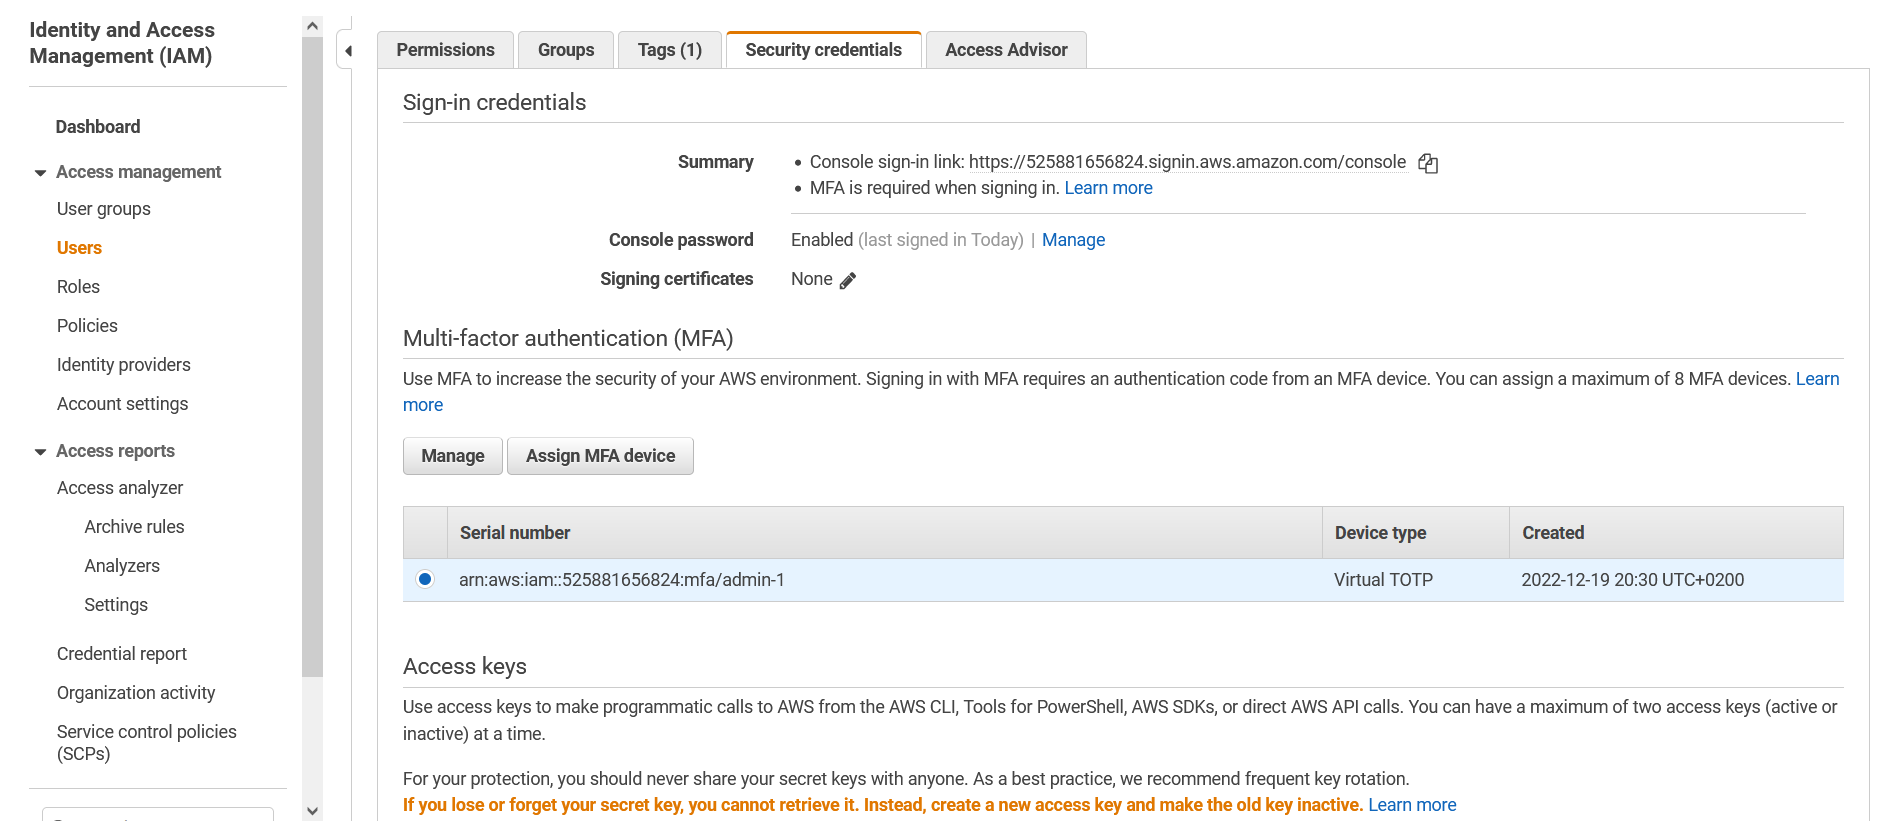 Identity and Access
Management (IAM)
Dashboard
Access management
User groups
Users
Roles
Policies
Identity providers
Account settings
Access reports
Access analyzer
Archive rules
Analyzers
Settings
Credential report
Organization activity
Service control policies
(SCPs)
Permissions
Groups
Tags (1)
Security credentials
Access Advisor
Sign-in credentials
Summary
• Console sign-in link: https://525881656824.signin.aws.amazon.com/console
• MFA is required when signing in. Learn more
Console password Enabled (last signed in Today) | Manage
Signing certificates None
Multi-factor authentication (MFA)
Use MFA to increase the security of your AWS environment. Signing in with MFA requires an authentication code from an MFA device. You can assign a maximum of 8 MFA devices. Learn
more
Manage
Assign MFA device
Serial number Device type Created
arn:aws:iam::525881656824:mfa/admin-1 Virtual TOTP 2022-12-19 20:30 UTC+0200
Access keys
Use access keys to make programmatic calls to AWS from the AWS CLI, Tools for PowerShell, AWS SDKs, or direct AWS API calls. You can have a maximum of two access keys (active or
inactive) at a time.
For your protection, you should never share your secret keys with anyone. As a best practice, we recommend frequent key rotation.
If you lose or forget your secret key, you cannot retrieve it. Instead, create a new access key and make the old key inactive. Learn more